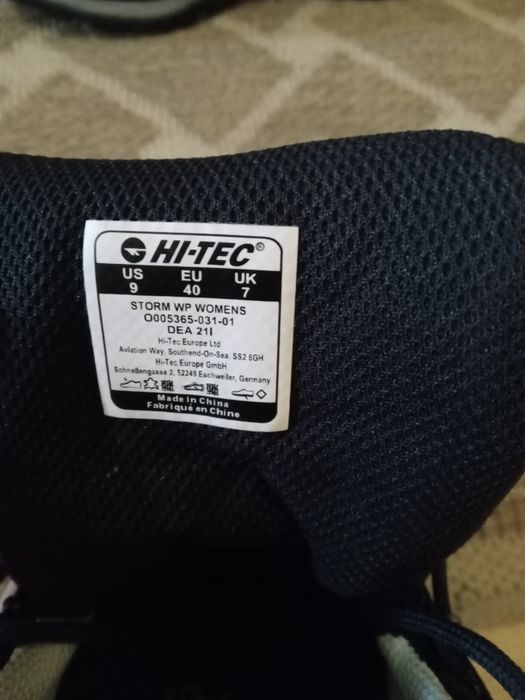 HI-TEC®
US EU UK
9 40 7
STORM WP WOMENS
O005365-031-01
DEA 21I
Hi-Tec Europe Ltd
Aviation Way, Southend-On-Sea, SS2 6GH
Hi-Tec Europe GmbH
Schnellengasse 2, 52249 Eschweiler, Germany
Made in China
Fabriqué en Chine